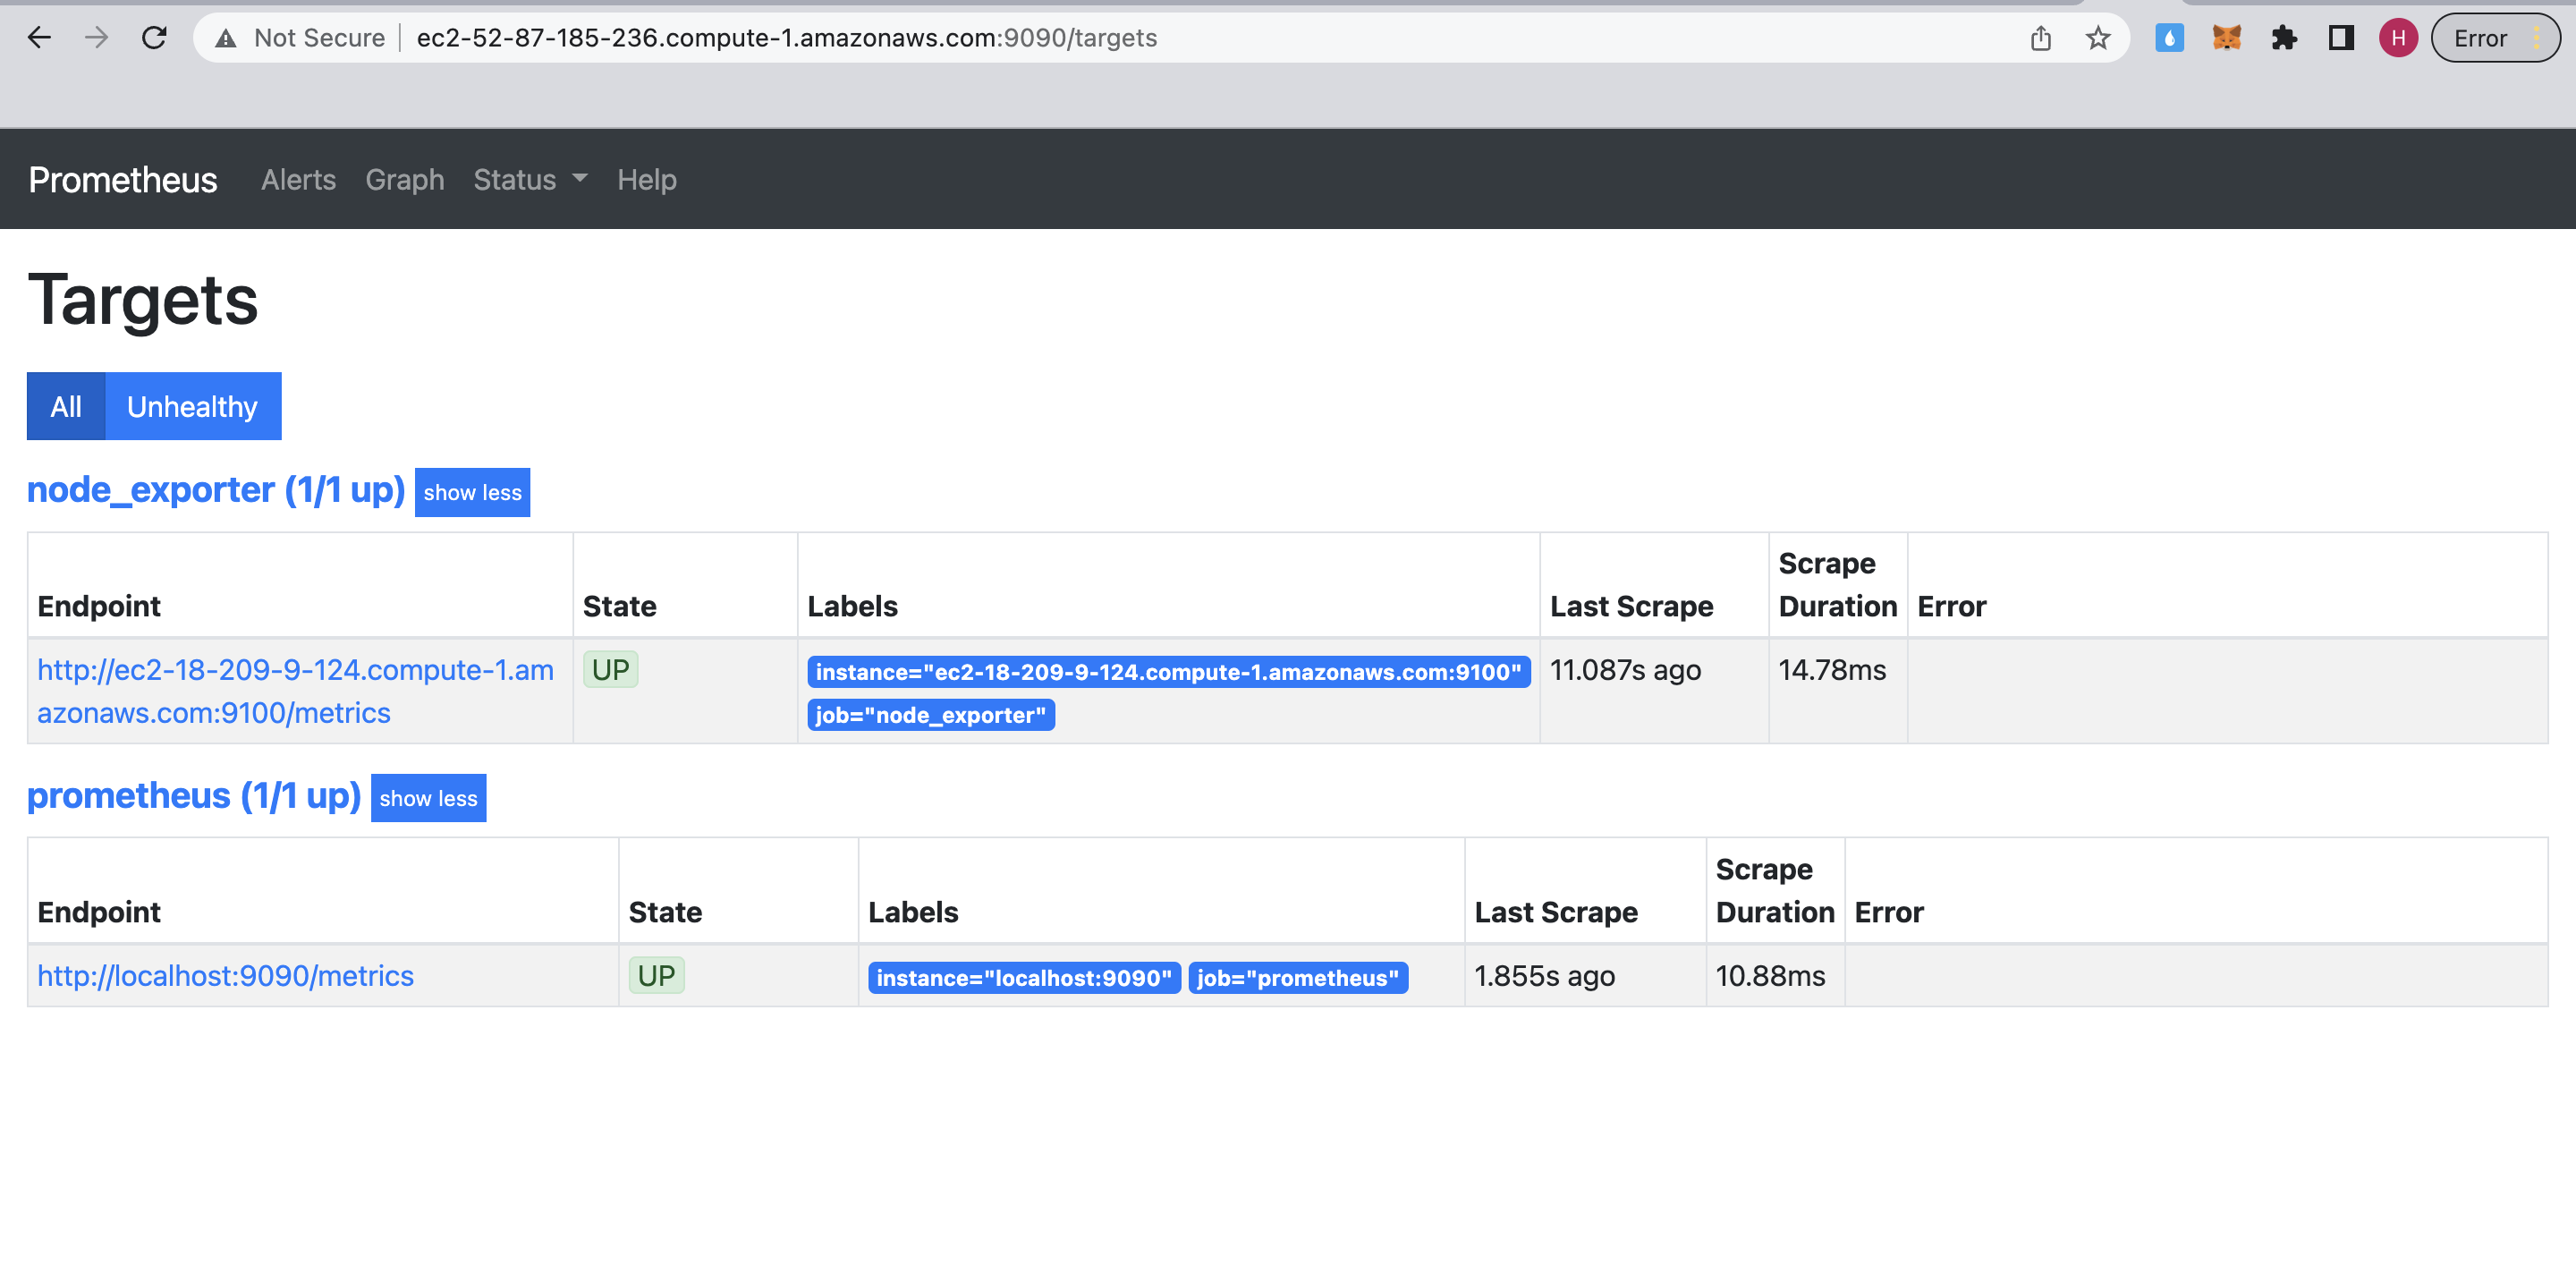 Not Secure ec2-52-87-185-236.compute-1.amazonaws.com:9090/targets H Error
Prometheus Alerts Graph Status Help
Targets
All Unhealthy
node_exporter (1/1 up) show less
Endpoint State Labels Last Scrape Scrape Duration Error
http://ec2-18-209-9-124.compute-1.am
azonaws.com:9100/metrics
UP
instance="ec2-18-209-9-124.compute-1.amazonaws.com:9100"
job="node_exporter"
11.087s ago
14.78ms
prometheus (1/1 up) show less
Endpoint State Labels Last Scrape Scrape Duration Error
http://localhost:9090/metrics UP instance="localhost:9090" job="prometheus" 1.855s ago 10.88ms